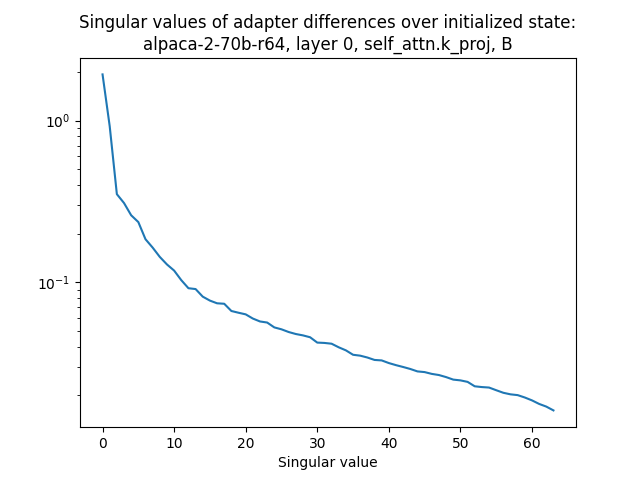 Singular values of adapter differences over initialized state:
alpaca-2-70b-r64, layer 0, self_attn.k_proj, B
10⁰
10⁻¹
0 10 20 30 40 50 60
Singular value